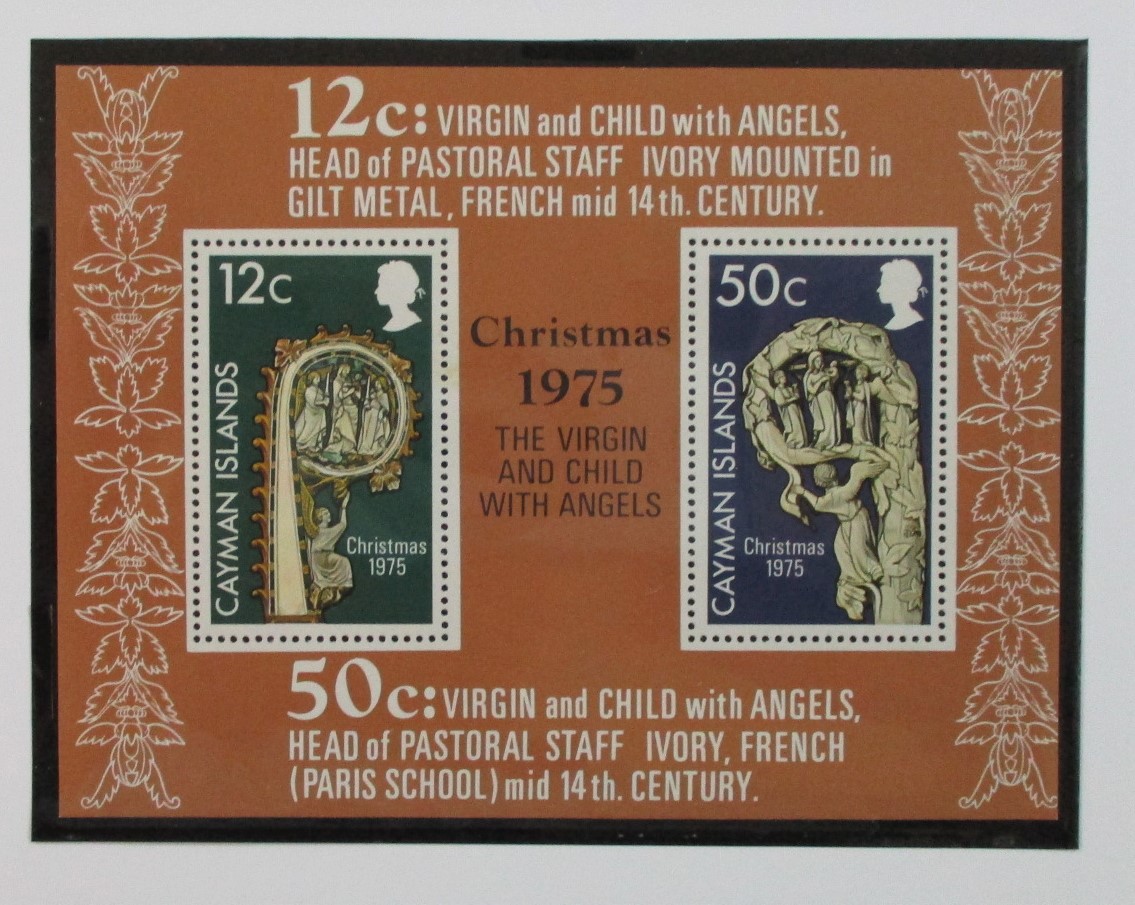 12c: VIRGIN and CHILD with ANGELS,
HEAD of PASTORAL STAFF IVORY MOUNTED in
GILT METAL, FRENCH mid 14th. CENTURY.
12c
CAYMAN ISLANDS
Christmas
1975
Christmas
1975
THE VIRGIN
AND CHILD
WITH ANGELS
50c
CAYMAN ISLANDS
Christmas
1975
50c: VIRGIN and CHILD with ANGELS,
HEAD of PASTORAL STAFF IVORY, FRENCH
(PARIS SCHOOL) mid 14th. CENTURY.